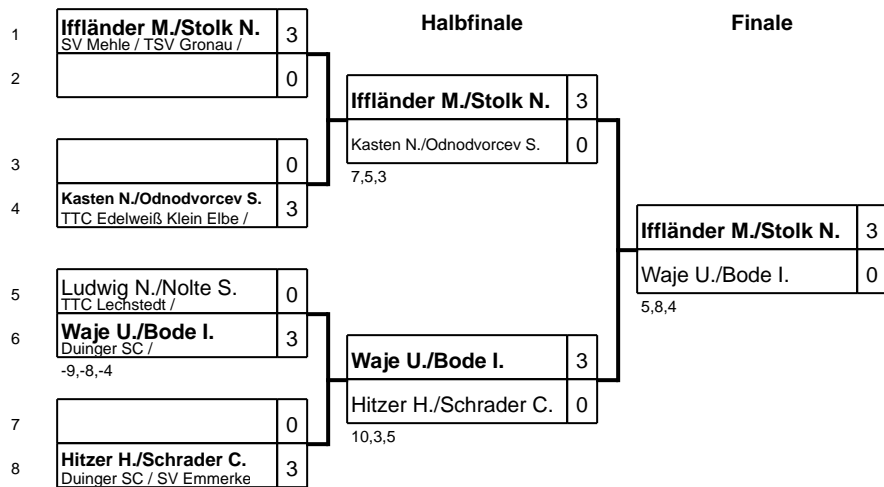 Halbfinale
Finale
1
Iffländer M./Stolk N.
3
SV Mehle / TSV Gronau /
2
0
3
0
4
Kasten N./Odnodvorcev S.
3
TTC Edelweiß Klein Elbe /
5
Ludwig N./Nolte S.
0
TTC Lechstedt /
6
Waje U./Bode I.
3
Duinger SC /
-9,-8,-4
7
0
8
Hitzer H./Schrader C.
3
Duinger SC / SV Emmerke
Iffländer M./Stolk N.
3
Kasten N./Odnodvorcev S.
0
7,5,3
Waje U./Bode I.
3
Hitzer H./Schrader C.
0
10,3,5
Iffländer M./Stolk N.
3
Waje U./Bode I.
0
5,8,4